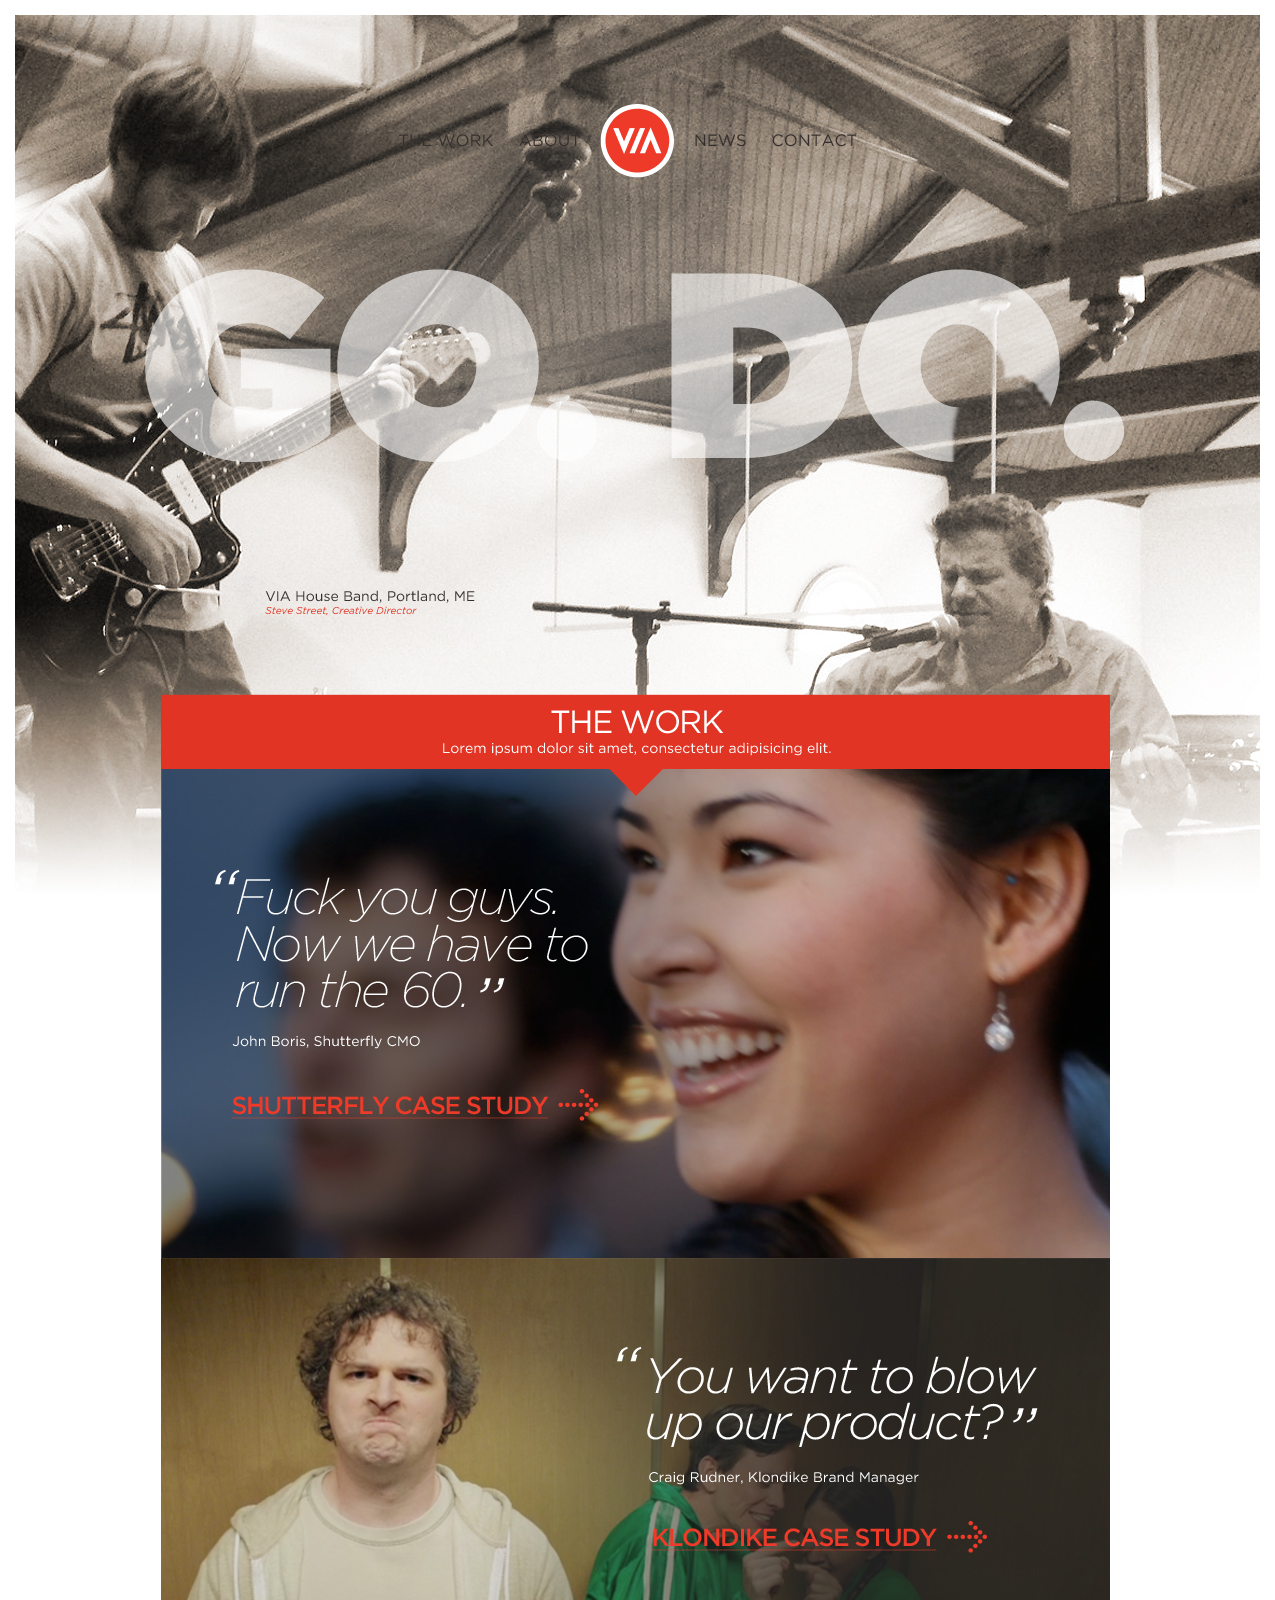 THE WORK ABOUT VIA NEWS CONTACT
GO. DO.
VIA House Band, Portland, ME
Steve Street, Creative Director
THE WORK
Lorem ipsum dolor sit amet, consectetur adipisicing elit.
“Fuck you guys.
Now we have to
run the 60.”
John Boris, Shutterfly CMO
SHUTTERFLY CASE STUDY
“You want to blow
up our product?”
Craig Rudner, Klondike Brand Manager
KLONDIKE CASE STUDY